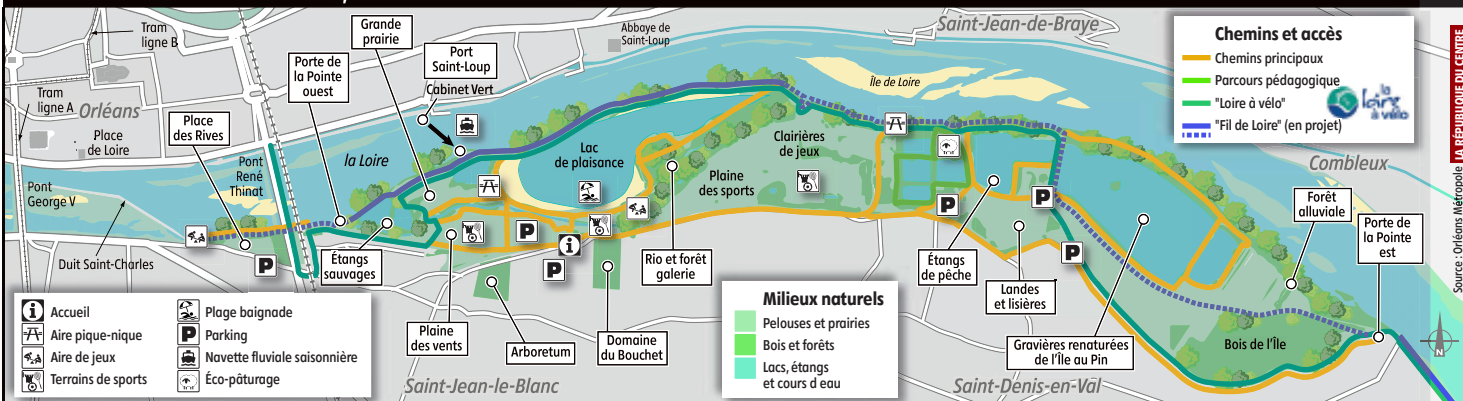 Tram
ligne B
Grande
prairie
Porte de
la Pointe
ouest
Port
Saint-Loup
Cabinet Vert
Abbaye de
Saint-Loup
Saint-Jean-de-Braye
Île de Loire
Chemins et accès
Chemins principaux
Parcours pédagogique
"Loire à vélo"
"Fil de Loire" (en projet)
la
Loire
à vélo
Tram
ligne A
Orléans
Place
de Loire
Place
des Rives
Pont
René
Thinat
Pont
George V
la Loire
Lac
de plaisance
Clairières
de jeux
Plaine
des sports
Combleux
Forêt
alluviale
Porte de
la Pointe
est
Duit Saint-Charles
P
Étangs
sauvages
P
i
P
Rio et forêt
galerie
P
P
P
Étangs
de pêche
Landes
et lisières
Gravières renaturées
de l'Île au Pin
Bois de l'Île
N
Plaine
des vents
Arboretum
Domaine
du Bouchet
Saint-Jean-le-Blanc
Saint-Denis-en-Val
i Accueil
Aire pique-nique
Aire de jeux
Terrains de sports
Plage baignade
P Parking
Navette fluviale saisonnière
Éco-pâturage
Milieux naturels
Pelouses et prairies
Bois et forêts
Lacs, étangs
et cours d eau
Source : Orléans Métropole LA RÉPUBLIQUE DU CENTRE